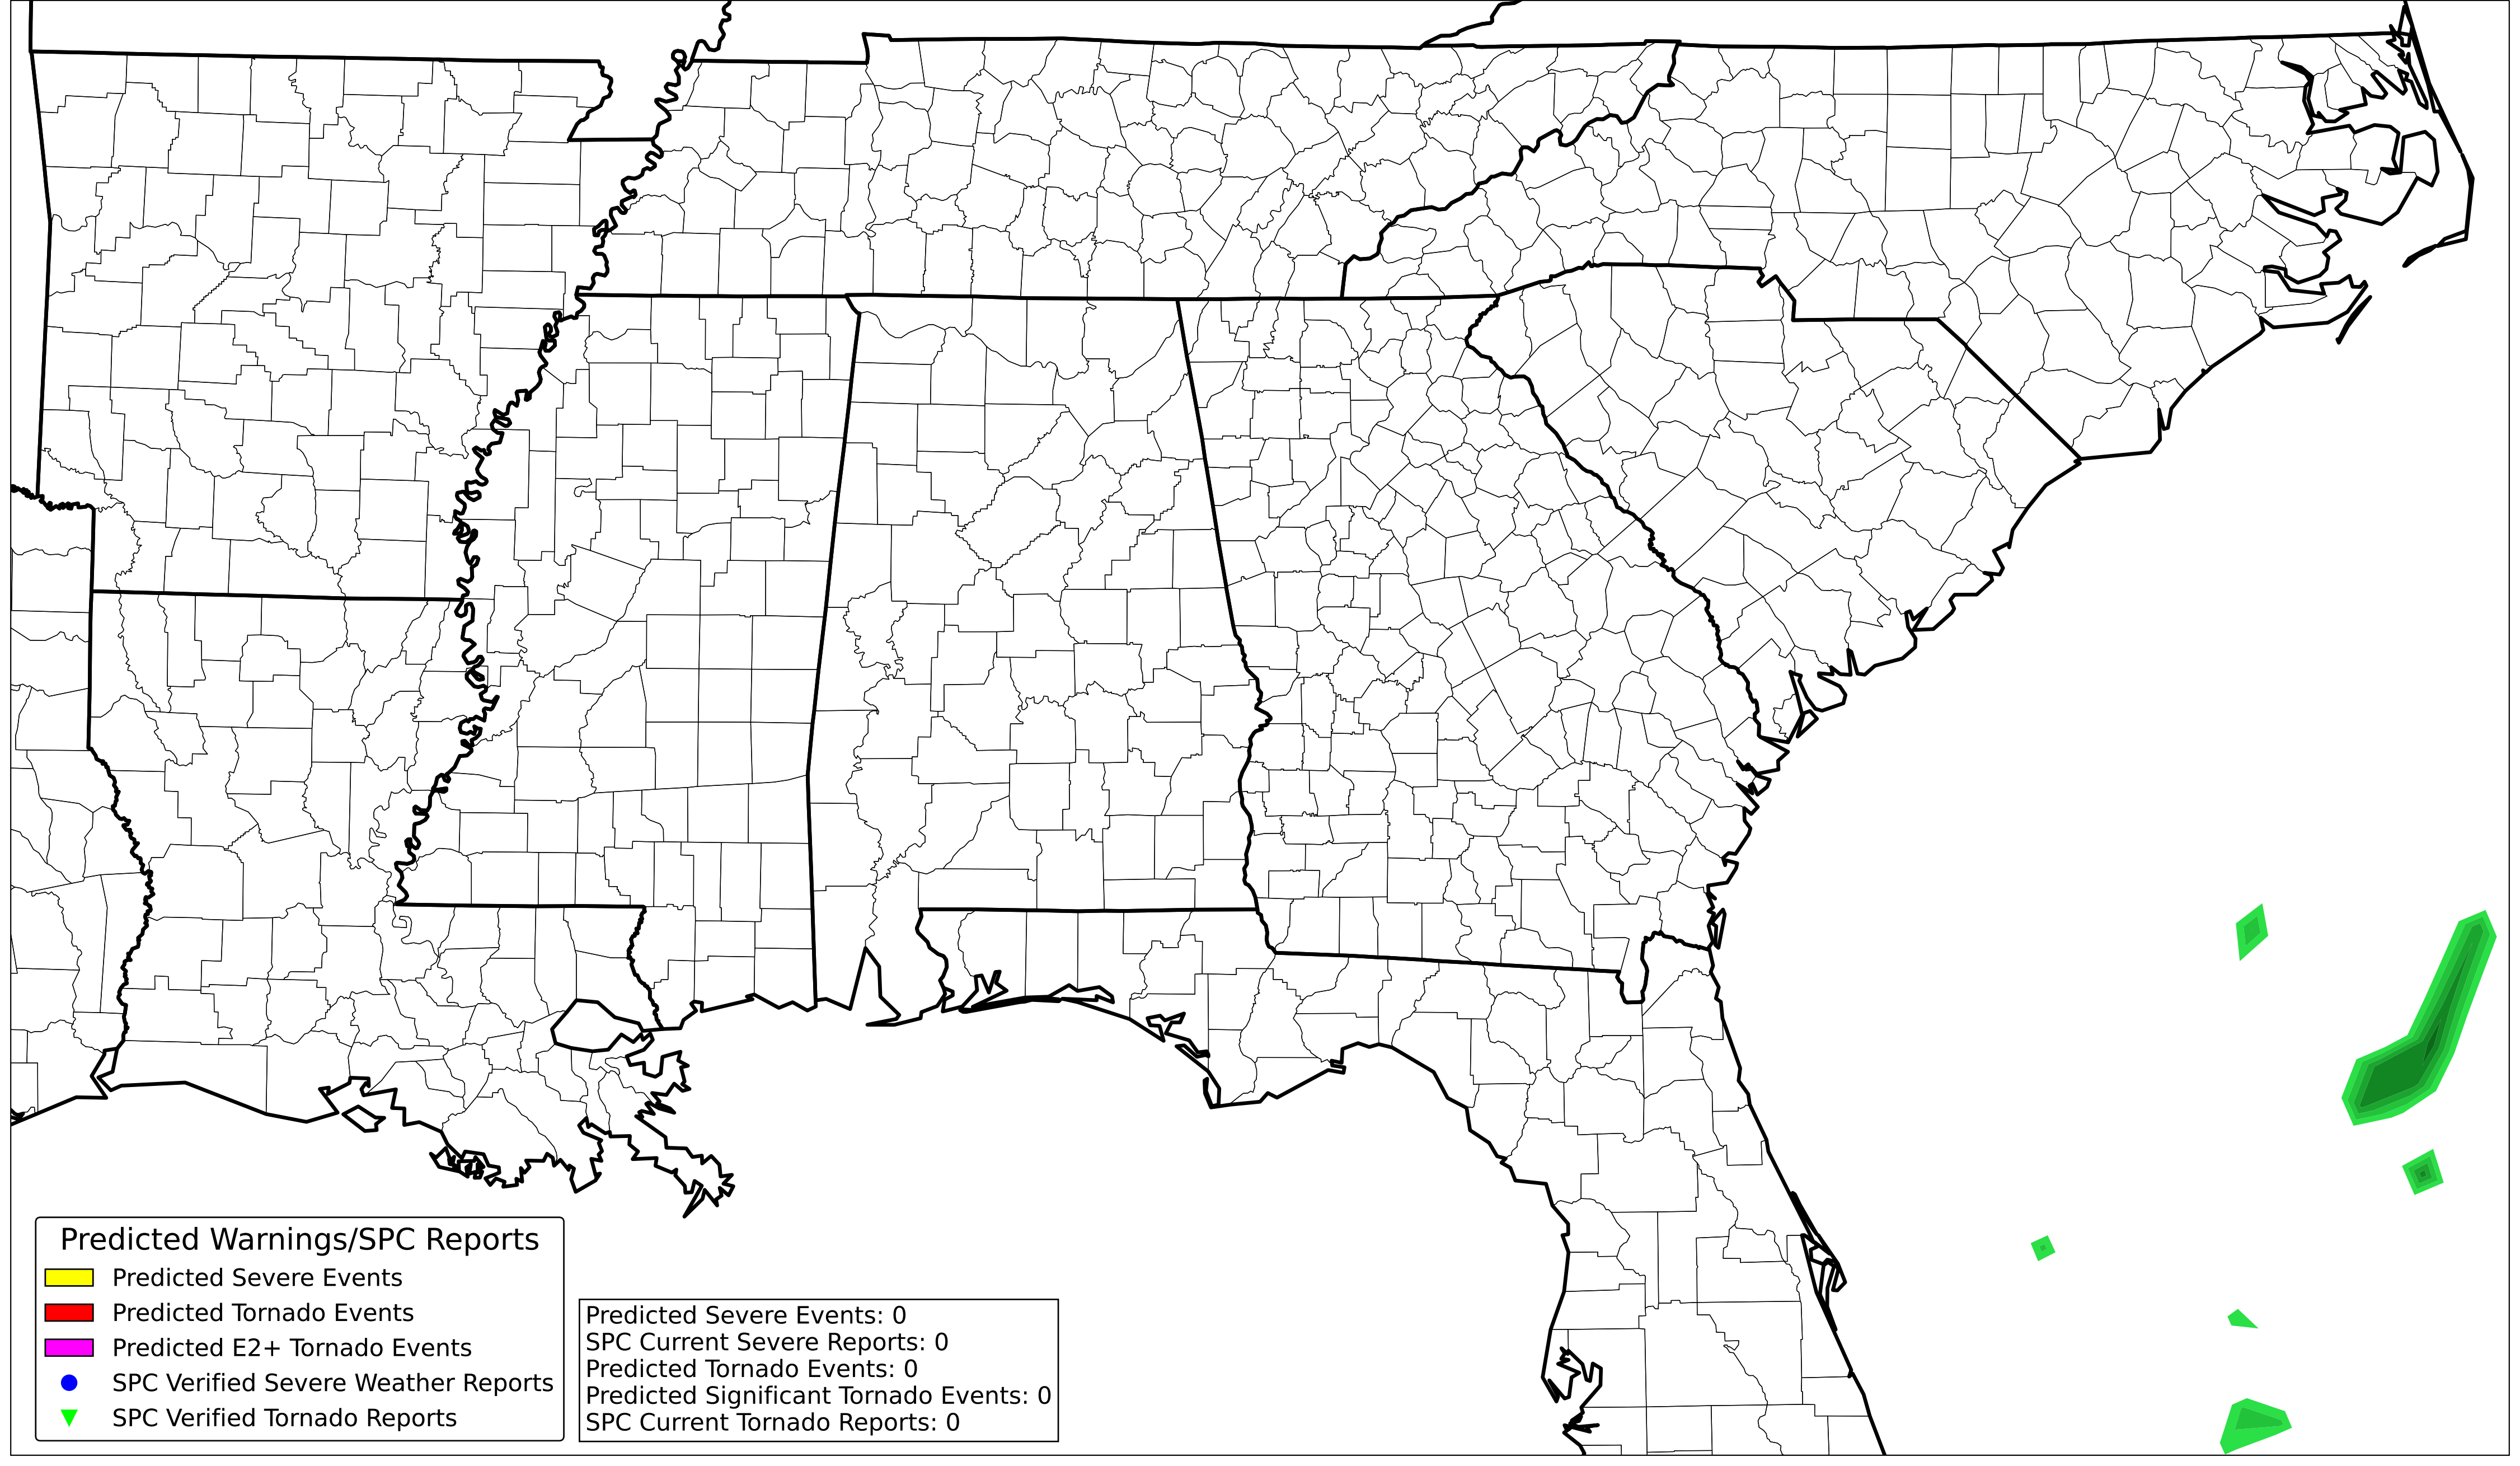 Predicted Warnings/SPC Reports
Predicted Severe Events
Predicted Tornado Events
Predicted E2+ Tornado Events
SPC Verified Severe Weather Reports
SPC Verified Tornado Reports
Predicted Severe Events: 0
SPC Current Severe Reports: 0
Predicted Tornado Events: 0
Predicted Significant Tornado Events: 0
SPC Current Tornado Reports: 0